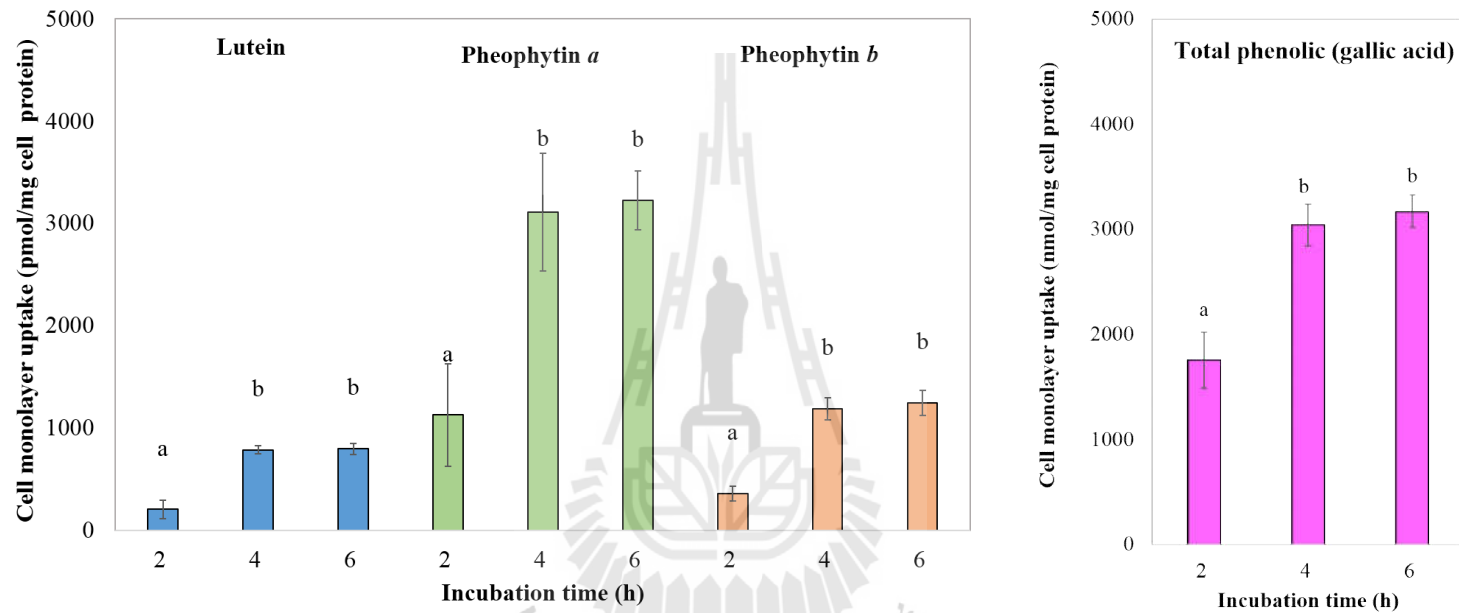 Cell monolayer uptake (pmol/mg cell protein)
5000
4000
3000
2000
1000
0
Lutein
Pheophytin a
Pheophytin b
a
b
b
a
b
b
a
b
b
2
4
6
2
4
6
2
4
6
Incubation time (h)
Cell monolayer uptake (nmol/mg cell protein)
5000
4000
3000
2000
1000
0
Total phenolic (gallic acid)
a
b
b
2
4
6
Incubation time (h)